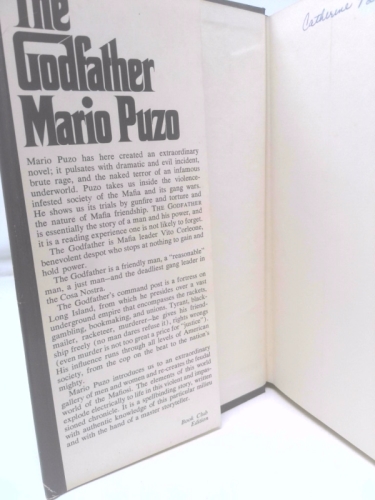 The
Godfather
Mario Puzo
Mario Puzo has here created an extraordinary
novel; it pulsates with dramatic and evil incident,
brute rage, and the naked terror of an infamous
underworld. Puzo takes us inside the violence-
infested society of the Mafia and its gang wars.
He shows us its trials by gunfire and torture and
the nature of Mafia friendship. THE GODFATHER
is essentially the story of a man and his power, and
it is a reading experience one is not likely to forget.
The Godfather is Mafia leader Vito Corleone,
benevolent despot who stops at nothing to gain and
hold power.
The Godfather is a friendly man, a "reasonable"
man, a just man—and the deadliest gang leader in
the Cosa Nostra.
The Godfather's command post is a fortress on
Long Island, from which he presides over a vast
underground empire that encompasses the rackets,
gambling, bookmaking, and unions. Tyrant, black-
mailer, racketeer, murderer—he gives his friend-
ship freely (no man dares refuse it), rights wrongs
(even murder is not too great a price for "justice").
His influence runs through all levels of American
society, from the cop on the beat to the nation's
mighty.
Mario Puzo introduces us to an extraordinary
gallery of men and women and re-creates the feudal
world of the Mafiosi. The elements of this world
explode electrically to life in this violent and impas-
sioned chronicle. It is a spellbinding story, written
with authentic knowledge of this particular milieu
and with the hand of a master storyteller.
Book Club
Edition
Catherine